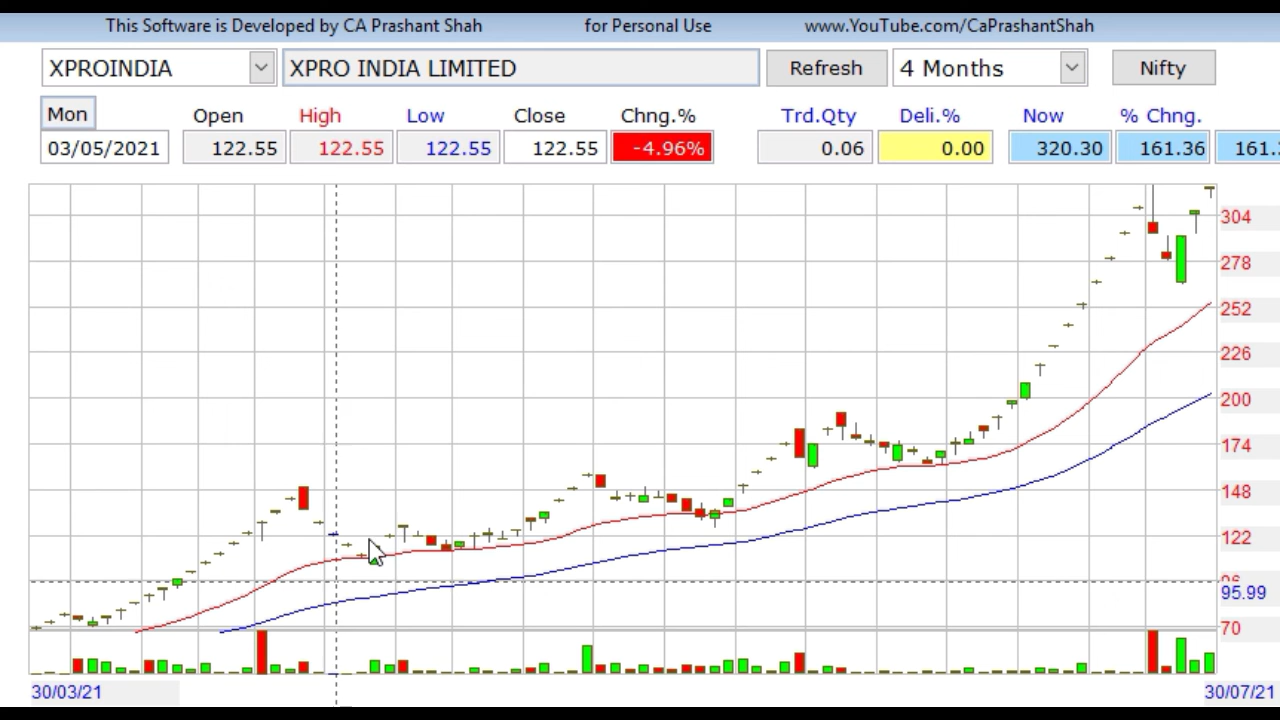 This Software is Developed by CA Prashant Shah for Personal Use www.YouTube.com/CaPrashantShah
XPROINDIA XPRO INDIA LIMITED Refresh 4 Months Nifty
Mon Open High Low Close Chng.% Trd.Qty Deli.% Now % Chng.
03/05/2021 122.55 122.55 122.55 122.55 -4.96% 0.06 0.00 320.30 161.36
304
278
252
226
200
174
148
122
95.99
70
30/03/21 30/07/21